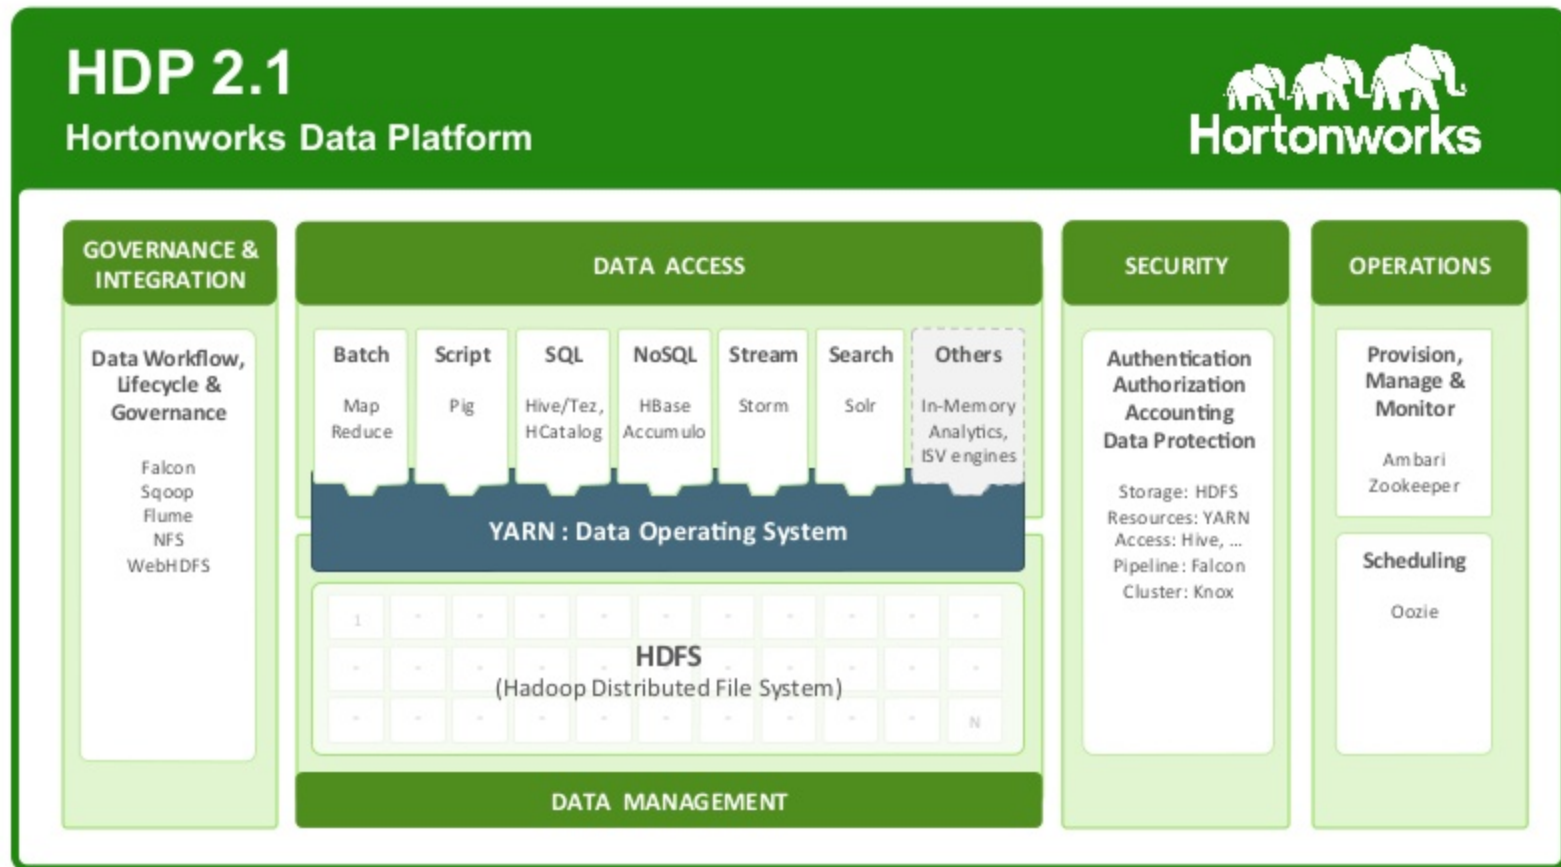 HDP 2.1
Hortonworks Data Platform
Hortonworks
GOVERNANCE &
INTEGRATION
Data Workflow,
Lifecycle &
Governance
Falcon
Sqoop
Flume
NFS
WebHDFS
DATA ACCESS
Batch
Map
Reduce
Script
Pig
SQL
Hive/Tez,
HCatalog
NoSQL
HBase
Accumulo
Stream
Storm
Search
Solr
Others
In-Memory
Analytics,
ISV engines
YARN : Data Operating System
1
HDFS
(Hadoop Distributed File System)
N
DATA MANAGEMENT
SECURITY
Authentication
Authorization
Accounting
Data Protection
Storage: HDFS
Resources: YARN
Access: Hive, ...
Pipeline: Falcon
Cluster: Knox
OPERATIONS
Provision,
Manage &
Monitor
Ambari
Zookeeper
Scheduling
Oozie